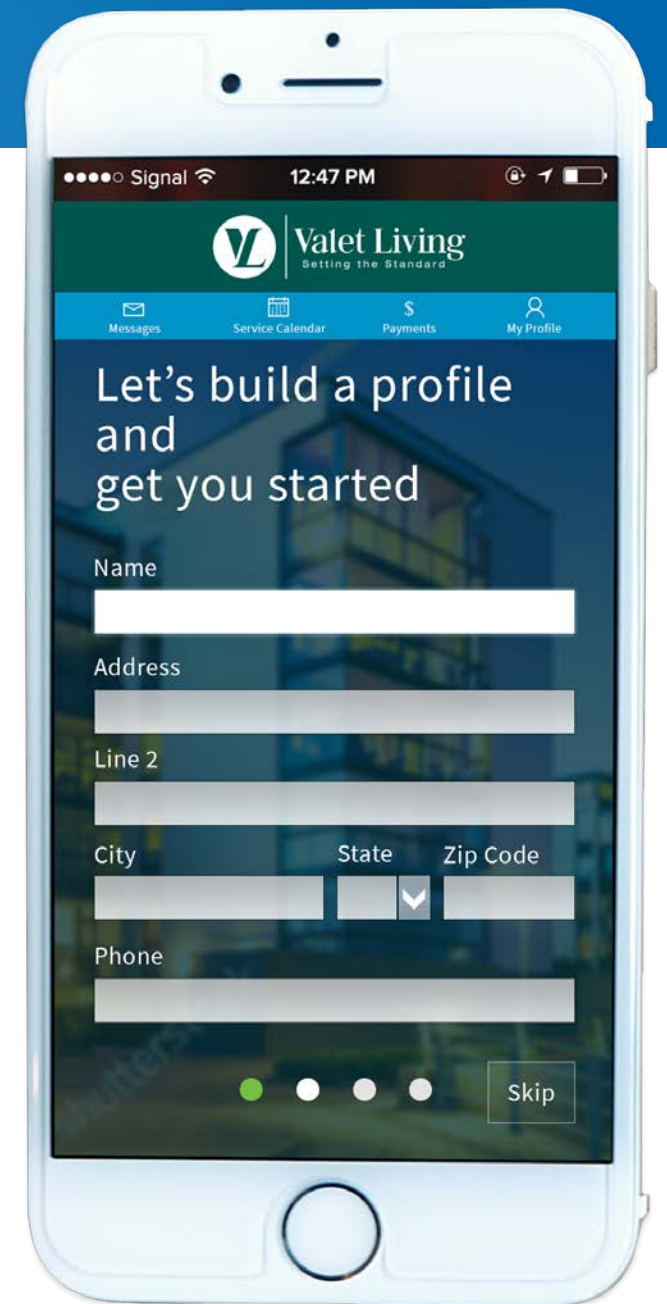 Signal 12:47 PM
VL Valet Living
Setting the Standard
Messages Service Calendar $ Payments My Profile
Let's build a profile
and
get you started
Name
Address
Line 2
City State Zip Code
Phone
shutterstock
Skip